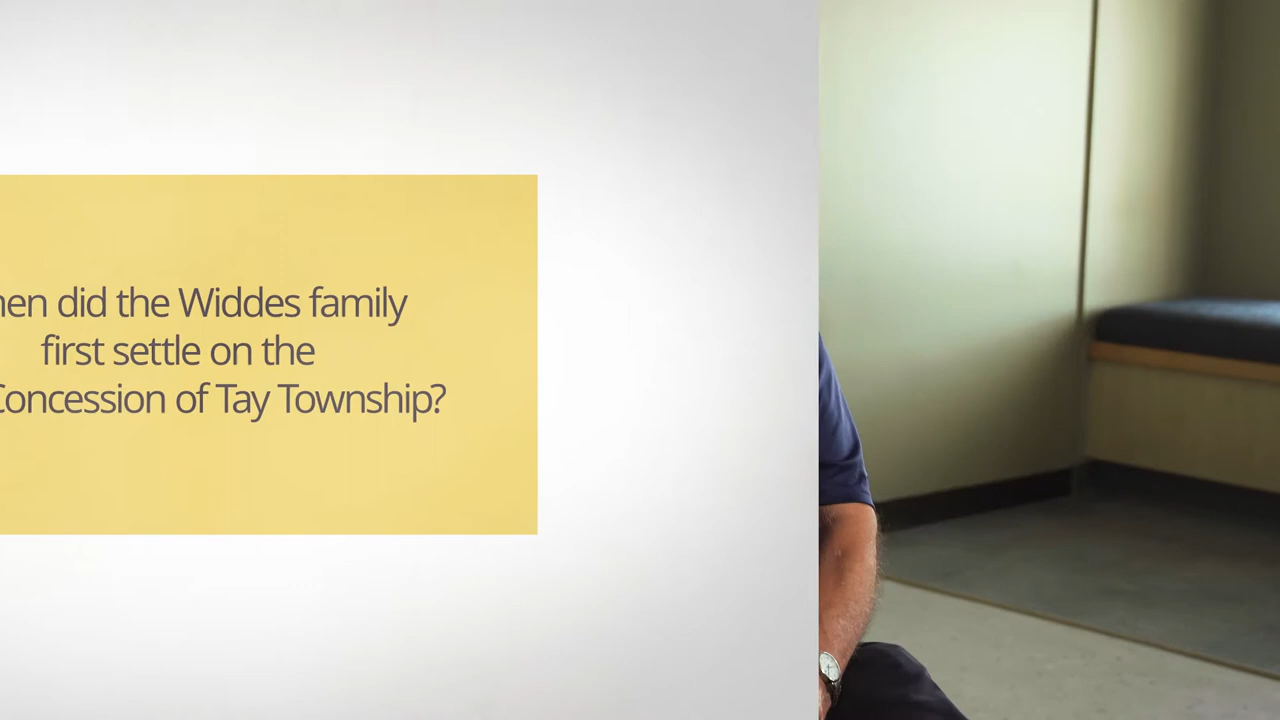 hen did the Widdes family
first settle on the
Concession of Tay Township?